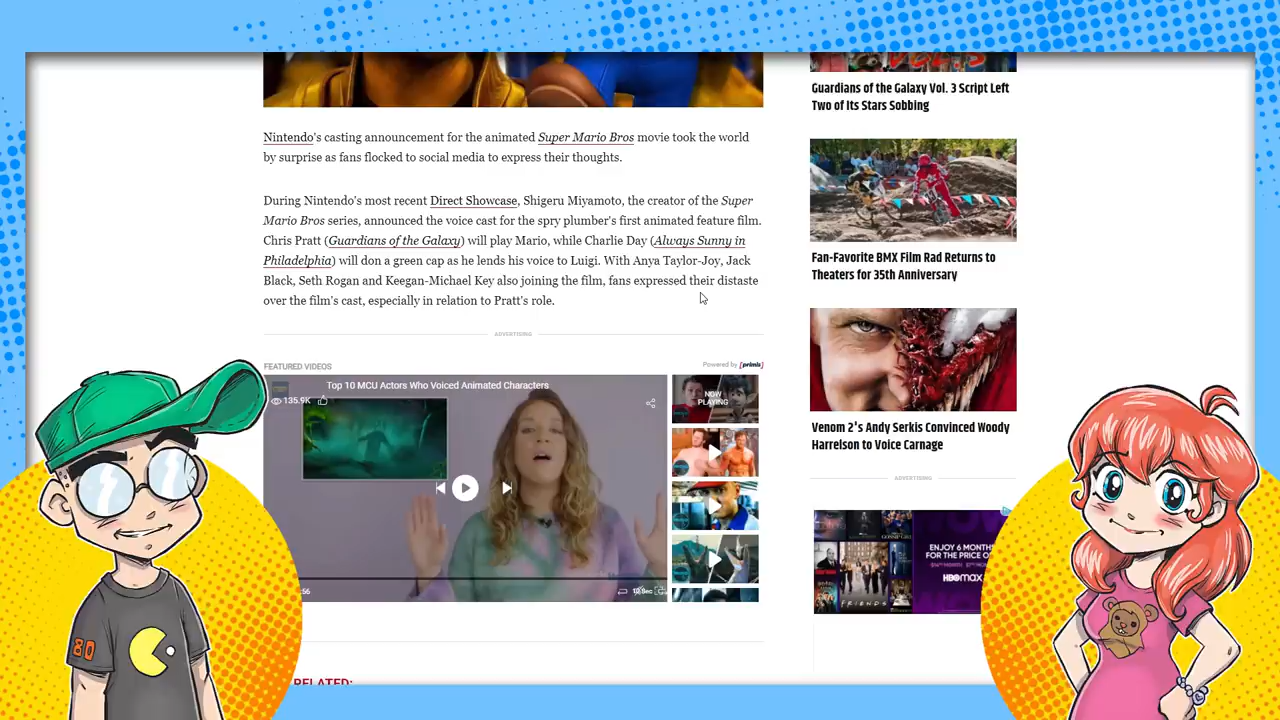 Nintendo's casting announcement for the animated Super Mario Bros movie took the world
by surprise as fans flocked to social media to express their thoughts.
During Nintendo's most recent Direct Showcase, Shigeru Miyamoto, the creator of the Super
Mario Bros series, announced the voice cast for the spry plumber's first animated feature film.
Chris Pratt (Guardians of the Galaxy) will play Mario, while Charlie Day (Always Sunny in
Philadelphia) will don a green cap as he lends his voice to Luigi. With Anya Taylor-Joy, Jack
Black, Seth Rogan and Keegan-Michael Key also joining the film, fans expressed their distaste
over the film's cast, especially in relation to Pratt's role.
ADVERTISING
FEATURED VIDEOS
Powered by [primis]
Top 10 MCU Actors Who Voiced Animated Characters
135.9K
NOW
PLAYING
:56
RELATED:
Guardians of the Galaxy Vol. 3 Script Left
Two of Its Stars Sobbing
Fan-Favorite BMX Film Rad Returns to
Theaters for 35th Anniversary
Venom 2's Andy Serkis Convinced Woody
Harrelson to Voice Carnage
ADVERTISING
ENJOY 6 MONTHS
FOR THE PRICE O
HBOMAX
FRIENDS
GOSSIP GIRL
80